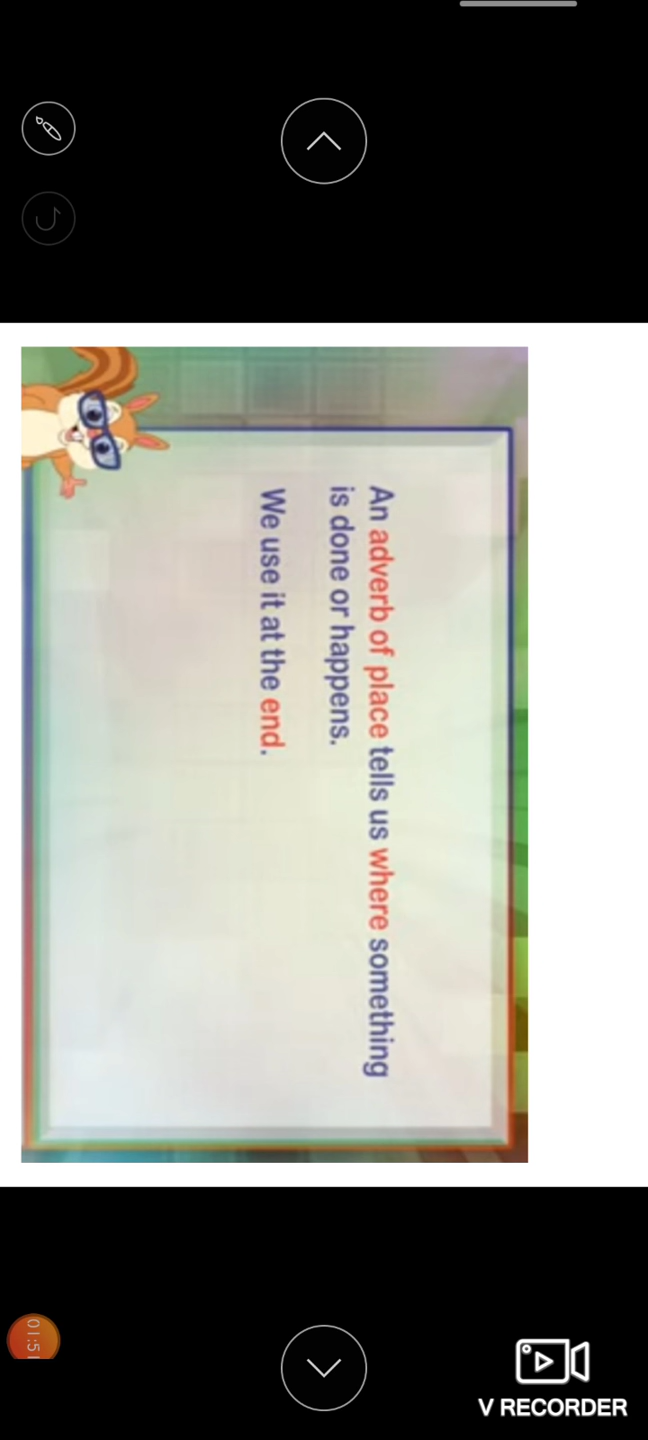 An adverb of place tells us where something
is done or happens.
We use it at the end.
V RECORDER